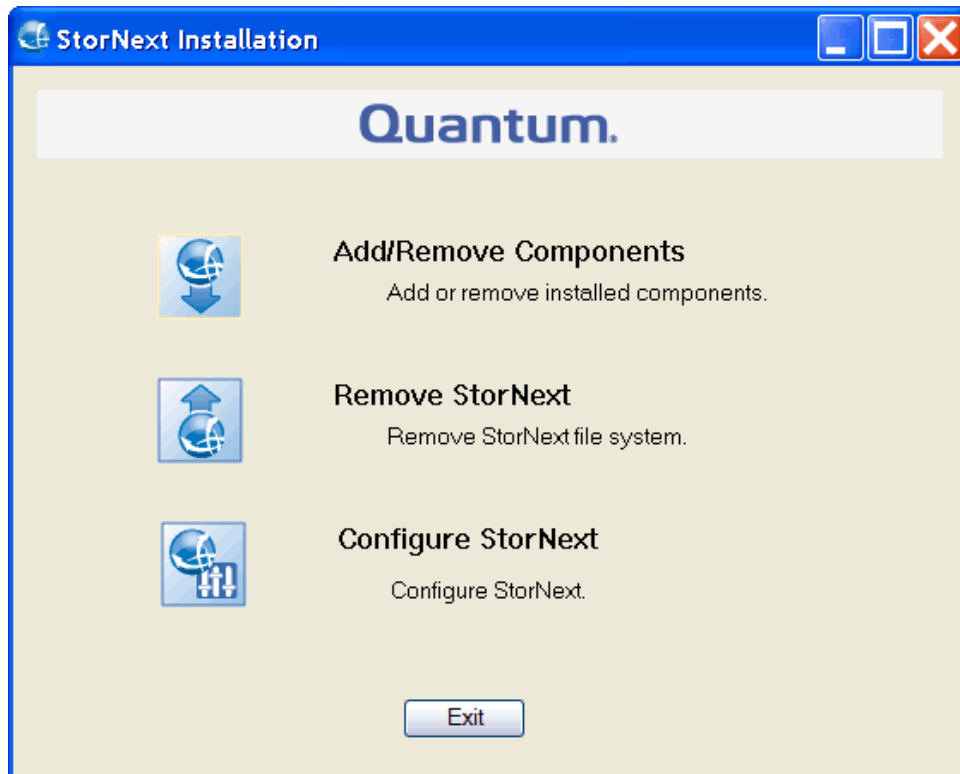 StorNext Installation
Quantum.
Add/Remove Components
Add or remove installed components.
Remove StorNext
Remove StorNext file system.
Configure StorNext
Configure StorNext.
Exit